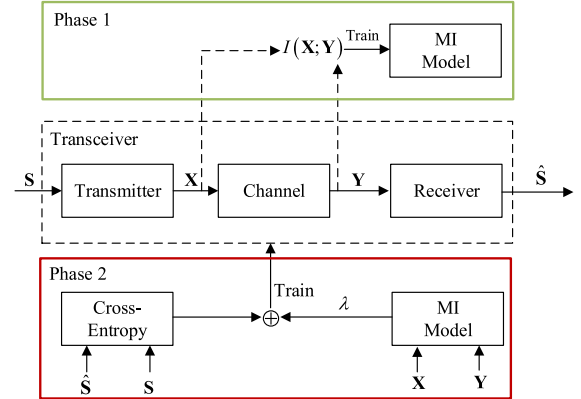 Phase 1
I(X;Y) Train
MI
Model
Transceiver
S Transmitter X Channel Y Receiver Ŝ
Phase 2
Train
Cross-
Entropy
⊕ λ
MI
Model
Ŝ S X Y